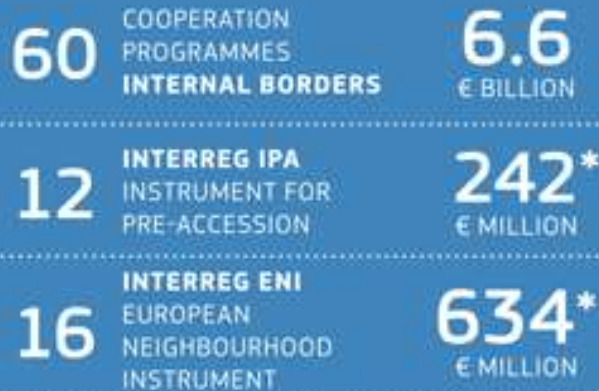 60
COOPERATION
PROGRAMMES
INTERNAL BORDERS
6.6
€ BILLION
12
INTERREG IPA
INSTRUMENT FOR
PRE-ACCESSION
242*
€ MILLION
16
INTERREG ENI
EUROPEAN
NEIGHBOURHOOD
INSTRUMENT
634*
€ MILLION